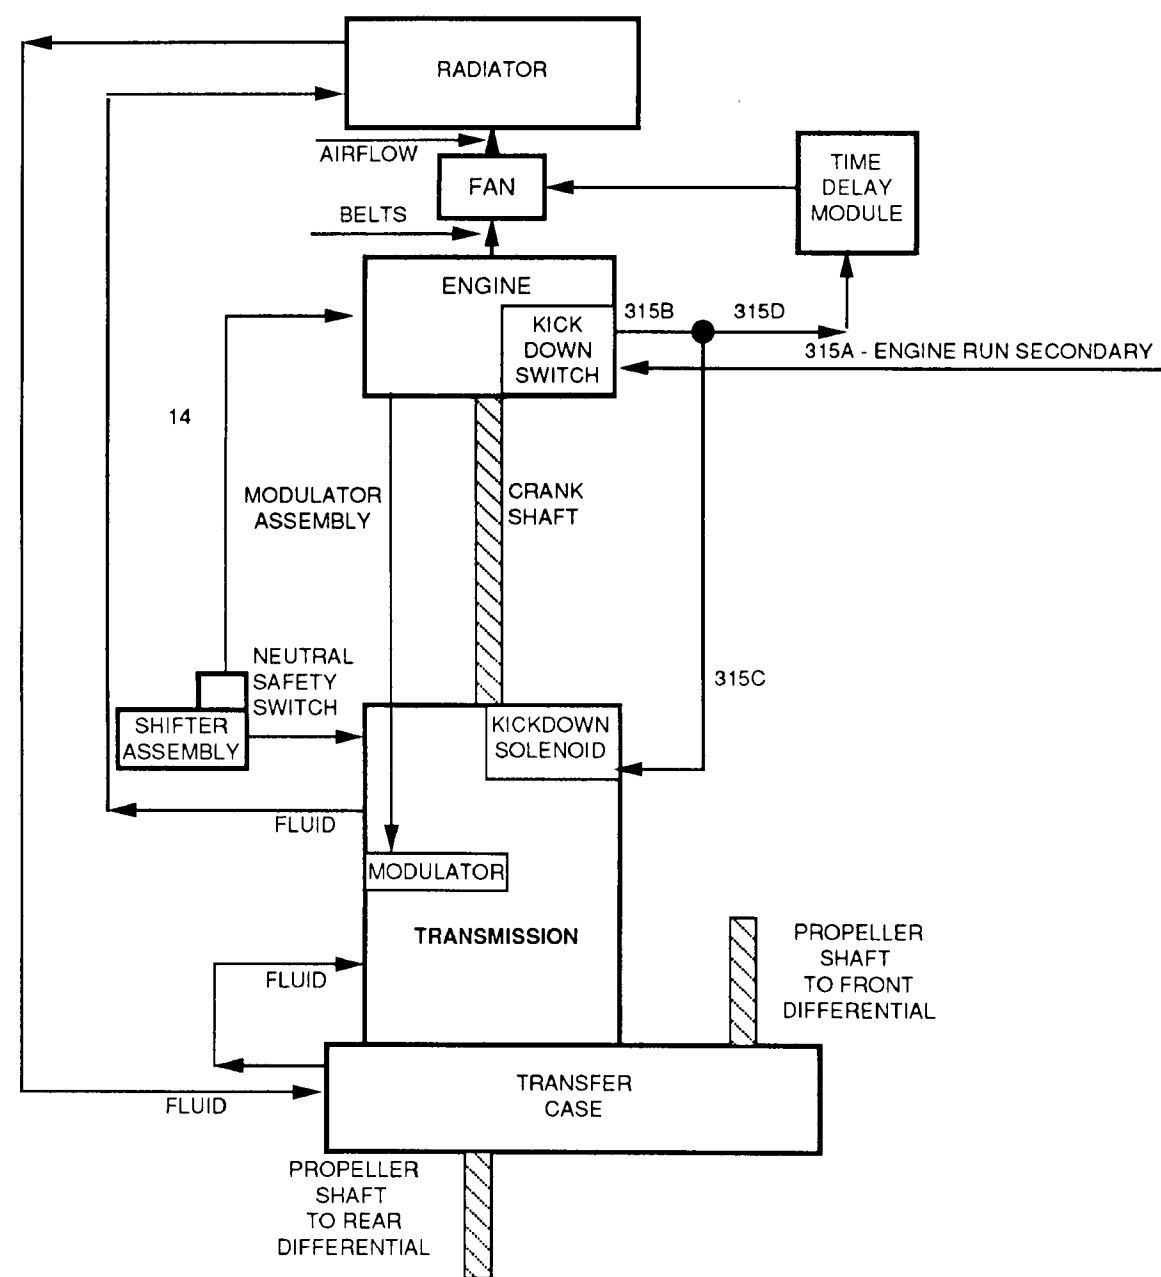 RADIATOR
AIRFLOW
FAN
TIME
DELAY
MODULE
BELTS
ENGINE
KICK
DOWN
SWITCH
315B
315D
315A - ENGINE RUN SECONDARY
14
MODULATOR
ASSEMBLY
CRANK
SHAFT
NEUTRAL
SAFETY
SWITCH
315C
SHIFTER
ASSEMBLY
KICKDOWN
SOLENOID
FLUID
MODULATOR
TRANSMISSION
PROPELLER
SHAFT
TO FRONT
DIFFERENTIAL
FLUID
TRANSFER
CASE
FLUID
PROPELLER
SHAFT
TO REAR
DIFFERENTIAL